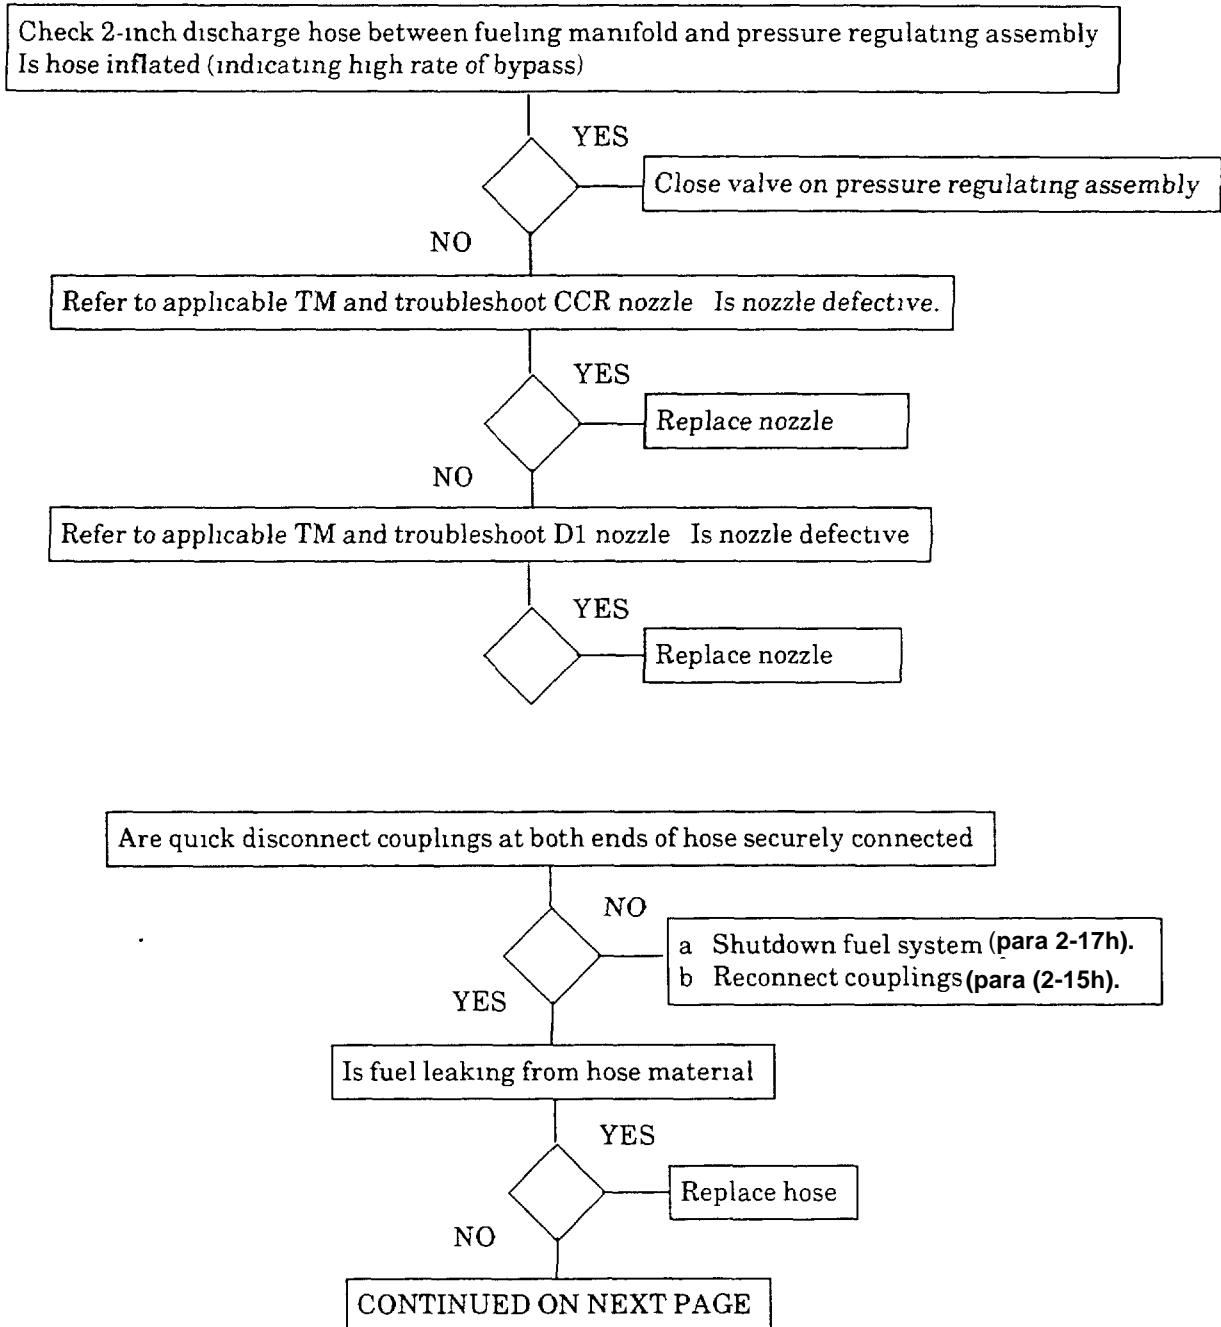 Check 2-inch discharge hose between fueling manifold and pressure regulating assembly
Is hose inflated (indicating high rate of bypass)
YES
Close valve on pressure regulating assembly
NO
Refer to applicable TM and troubleshoot CCR nozzle Is nozzle defective.
YES
Replace nozzle
NO
Refer to applicable TM and troubleshoot D1 nozzle Is nozzle defective
YES
Replace nozzle
Are quick disconnect couplings at both ends of hose securely connected
NO
a Shutdown fuel system (para 2-17h).
b Reconnect couplings (para (2-15h).
YES
Is fuel leaking from hose material
YES
Replace hose
NO
CONTINUED ON NEXT PAGE